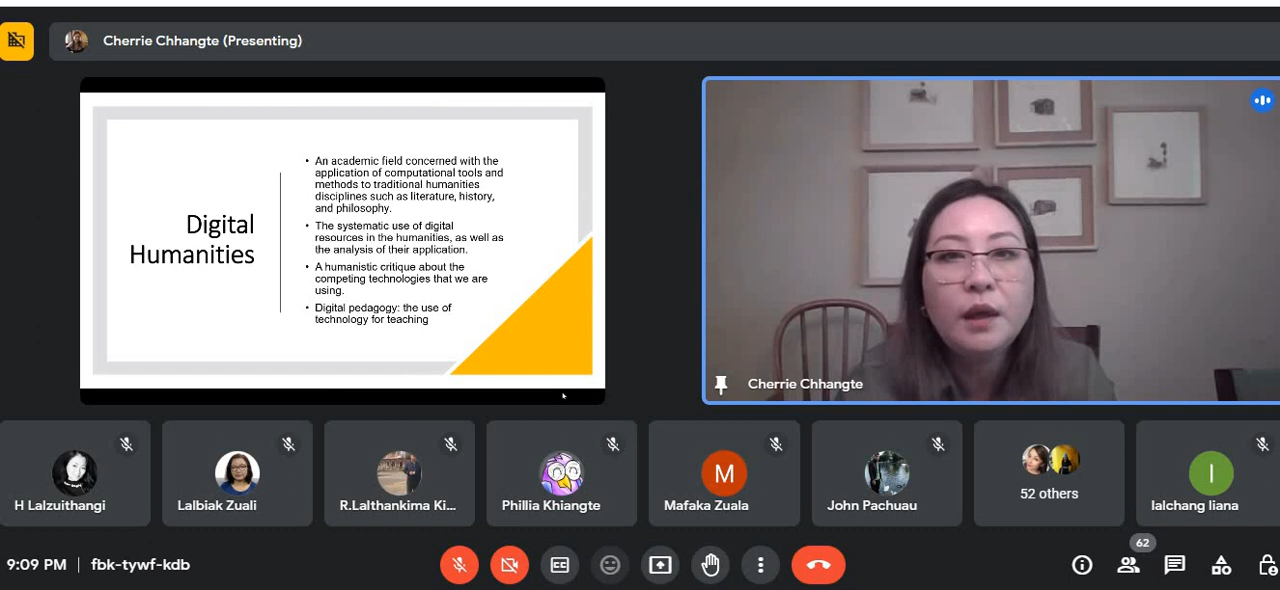 Cherrie Chhangte (Presenting)
Digital
Humanities
• An academic field concerned with the
application of computational tools and
methods to traditional humanities
disciplines such as literature, history,
and philosophy.
• The systematic use of digital
resources in the humanities, as well as
the analysis of their application.
• A humanistic critique about the
competing technologies that we are
using.
• Digital pedagogy: the use of
technology for teaching
Cherrie Chhangte
H Lalzuithangi
Lalbiak Zuali
R.Lalthankima Ki...
Phillia Khiangte
M
Mafaka Zuala
John Pachuau
52 others
l
lalchang liana
9:09 PM | fbk-tywf-kdb
CC
62